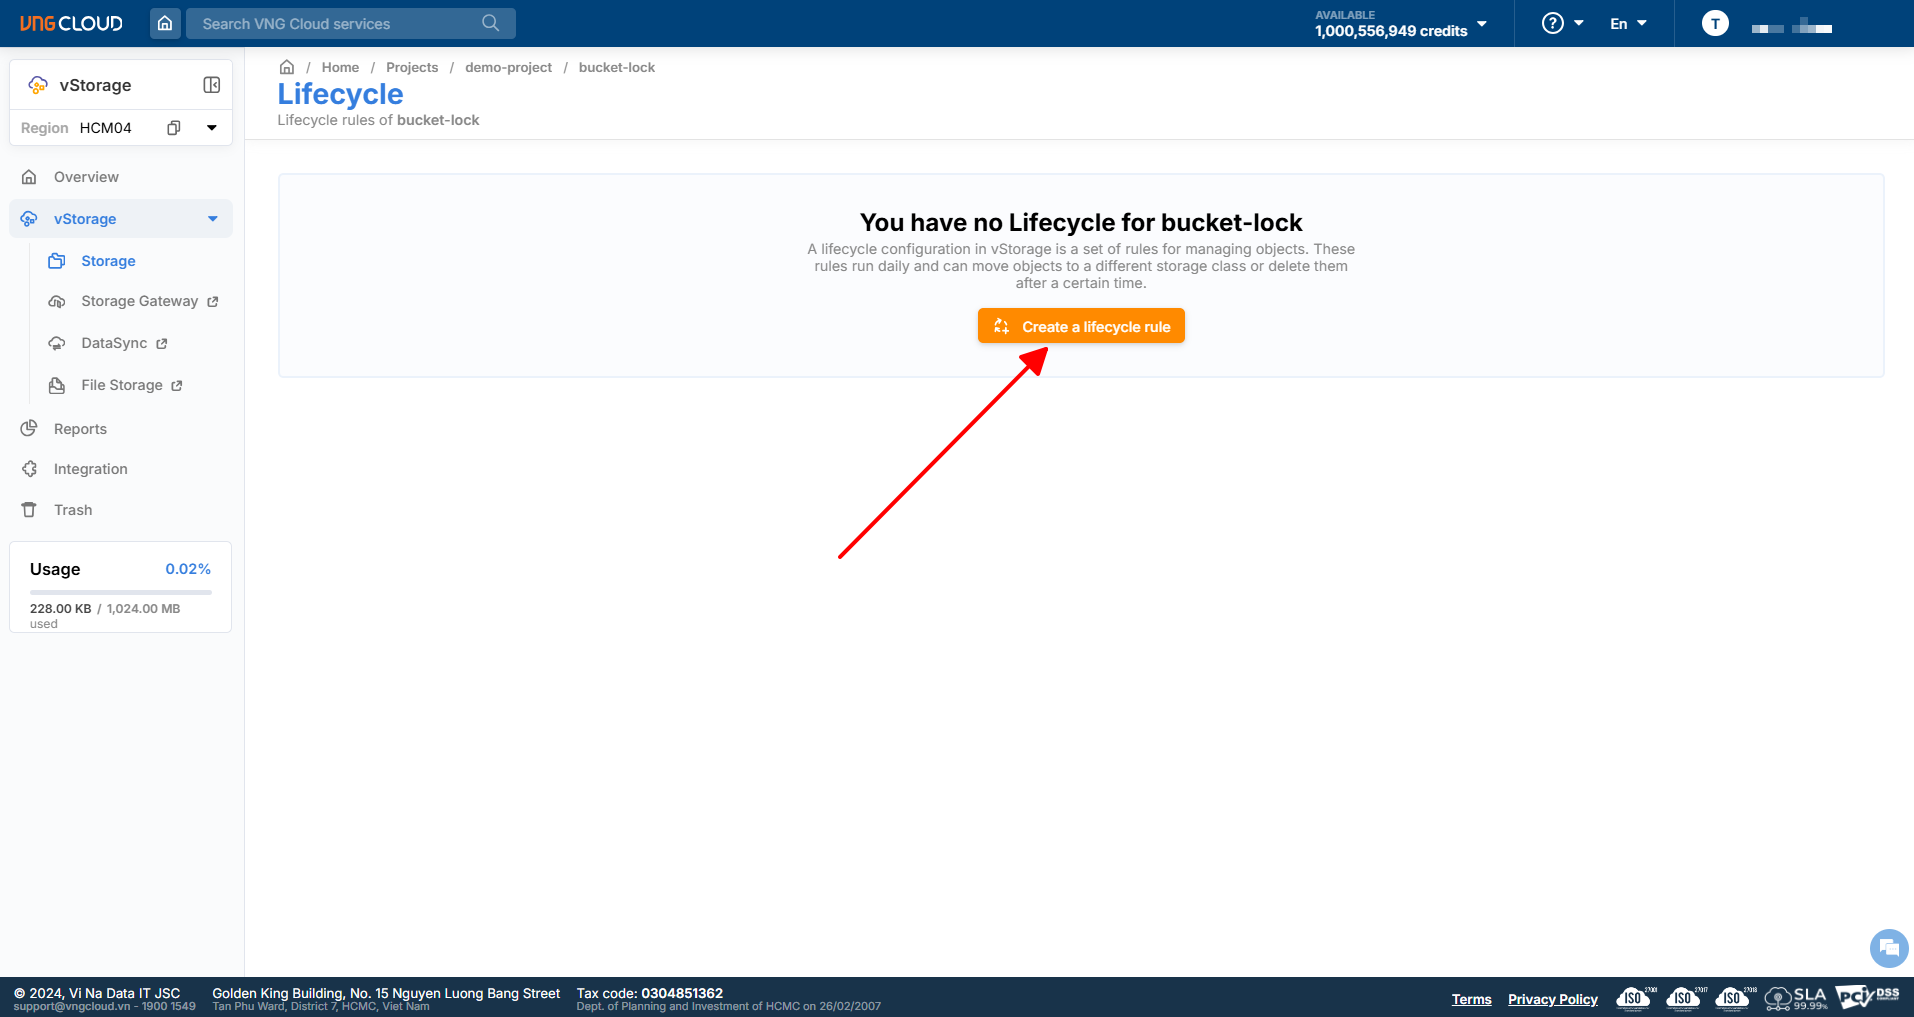 VNG CLOUD
Search VNG Cloud services
AVAILABLE
1,000,556,949 credits
?
En
T
vStorage
Region HCM04
Overview
vStorage
Storage
Storage Gateway
DataSync
File Storage
Reports
Integration
Trash
Usage 0.02%
228.00 KB / 1,024.00 MB
used
/ Home / Projects / demo-project / bucket-lock
Lifecycle
Lifecycle rules of bucket-lock
You have no Lifecycle for bucket-lock
A lifecycle configuration in vStorage is a set of rules for managing objects. These
rules run daily and can move objects to a different storage class or delete them
after a certain time.
Create a lifecycle rule
© 2024, Vi Na Data IT JSC
support@vngcloud.vn - 1900 1549
Golden King Building, No. 15 Nguyen Luong Bang Street
Tan Phu Ward, District 7, HCMC, Viet Nam
Tax code: 0304851362
Dept. of Planning and Investment of HCMC on 26/02/2007
Terms
Privacy Policy
ISO 27001
ISO 27017
ISO 27018
SLA
99.99%
PCI DSS